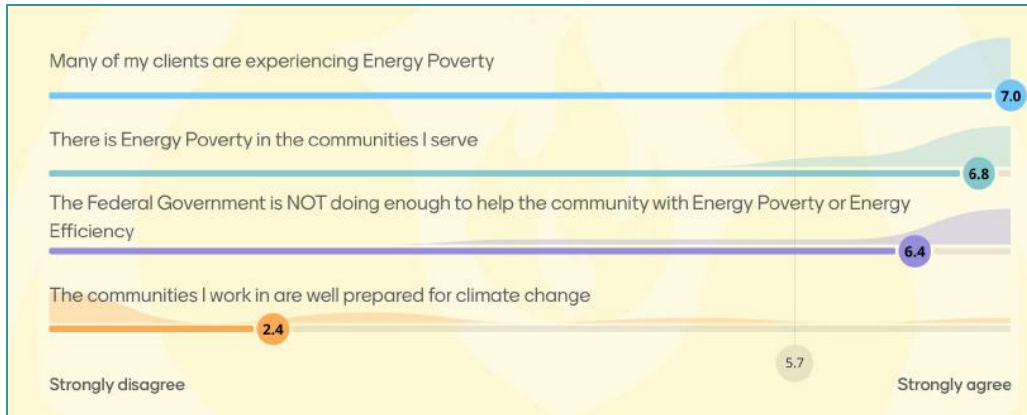 Many of my clients are experiencing Energy Poverty
7.0
There is Energy Poverty in the communities I serve
6.8
The Federal Government is NOT doing enough to help the community with Energy Poverty or Energy
Efficiency
6.4
The communities I work in are well prepared for climate change
2.4
5.7
Strongly disagree
Strongly agree